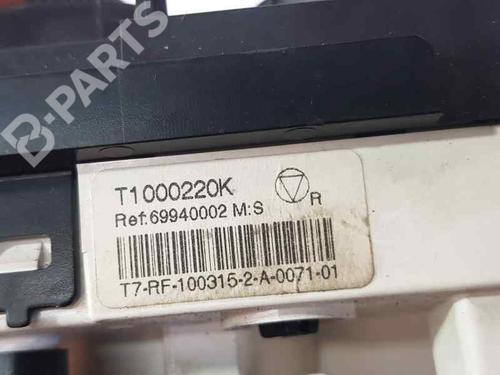 B-PARTS
T1000220K
R
Ref:69940002 M:S
T7-RF-100315-2-A-0071-01